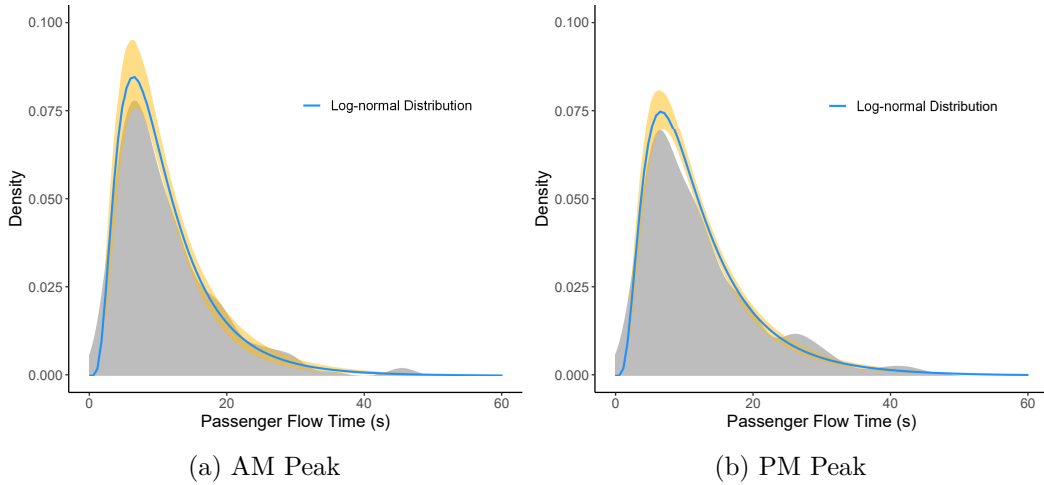 0.100
0.075
0.050
0.025
0.000
Density
0
20
40
60
Passenger Flow Time (s)
Log-normal Distribution
(a) AM Peak
0.100
0.075
0.050
0.025
0.000
Density
0
20
40
60
Passenger Flow Time (s)
Log-normal Distribution
(b) PM Peak